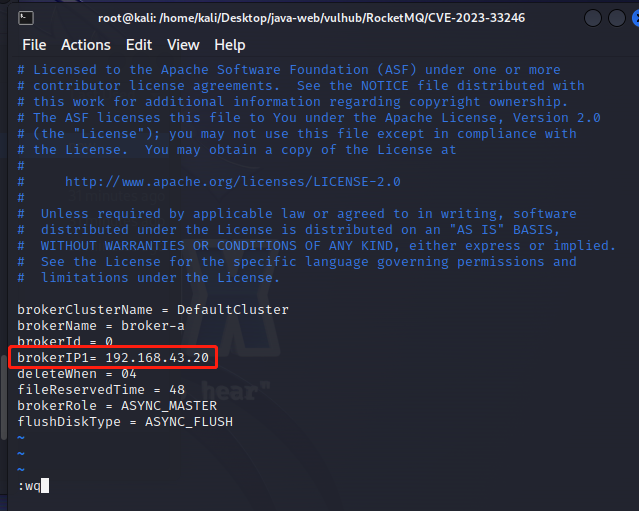 root@kali: /home/kali/Desktop/java-web/vulhub/RocketMQ/CVE-2023-33246
File Actions Edit View Help
# Licensed to the Apache Software Foundation (ASF) under one or more
# contributor license agreements.  See the NOTICE file distributed with
# this work for additional information regarding copyright ownership.
# The ASF licenses this file to You under the Apache License, Version 2.0
# (the "License"); you may not use this file except in compliance with
# the License.  You may obtain a copy of the License at
#
#     http://www.apache.org/licenses/LICENSE-2.0
#
#  Unless required by applicable law or agreed to in writing, software
#  distributed under the License is distributed on an "AS IS" BASIS,
#  WITHOUT WARRANTIES OR CONDITIONS OF ANY KIND, either express or implied.
#  See the License for the specific language governing permissions and
#  limitations under the License.
brokerClusterName = DefaultCluster
brokerName = broker-a
brokerId = 0
brokerIP1= 192.168.43.20
deleteWhen = 04
hear"
fileReservedTime = 48
brokerRole = ASYNC_MASTER
flushDiskType = ASYNC_FLUSH
~
~
~
:wq